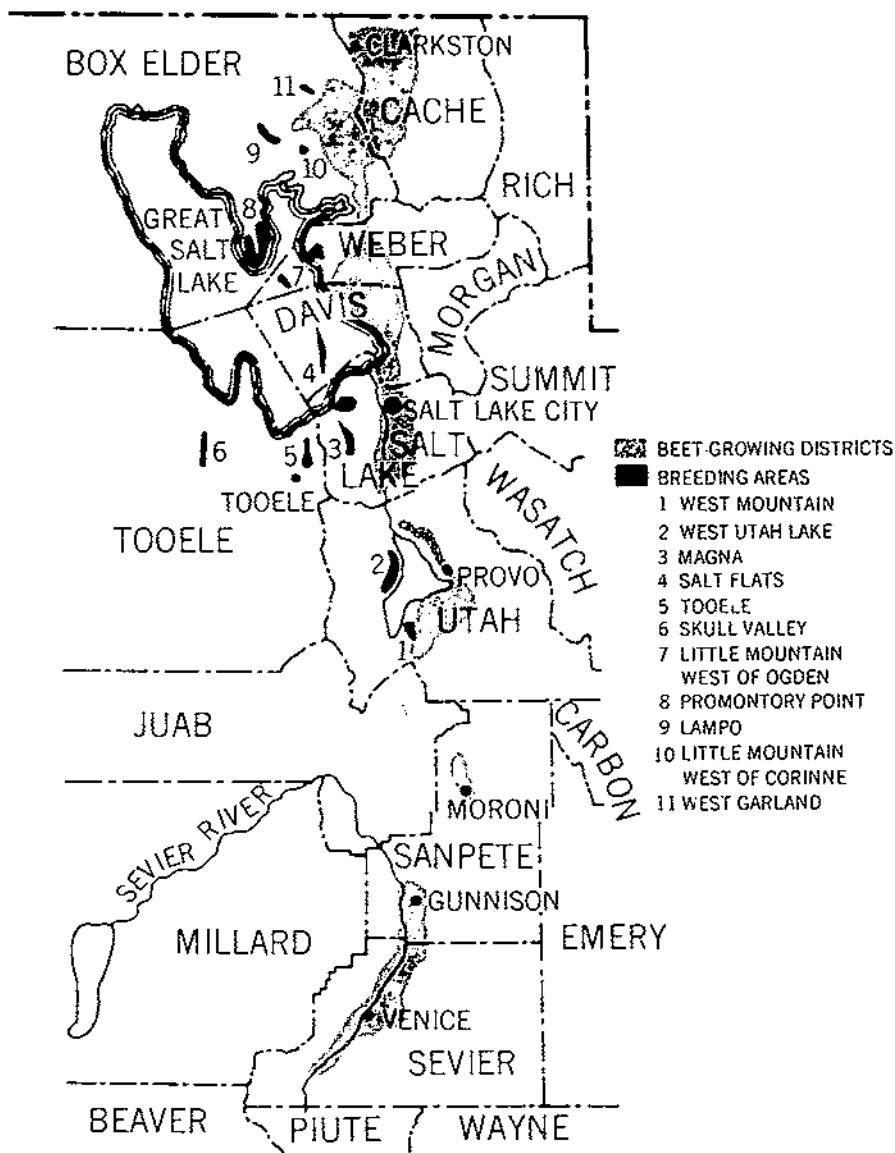 BOX ELDER
CLARKSTON
11
CACHE
9
10
RICH
8
GREAT
SALT
LAKE
WEBER
7
MORGAN
DAVIS
4
SUMMIT
SALT LAKE CITY
6
5
3
SALT
LAKE
TOOELE
WASATCH
TOOELE
2
PROVO
UTAH
1
JUAB
CARBON
MORONI
SEVIER RIVER
SANPETE
GUNNISON
MILLARD
EMERY
VENICE
SEVIER
BEAVER
PIUTE
WAYNE
BEET-GROWING DISTRICTS
BREEDING AREAS
1 WEST MOUNTAIN
2 WEST UTAH LAKE
3 MAGNA
4 SALT FLATS
5 TOOELE
6 SKULL VALLEY
7 LITTLE MOUNTAIN
WEST OF OGDEN
8 PROMONTORY POINT
9 LAMPO
10 LITTLE MOUNTAIN
WEST OF CORINNE
11 WEST GARLAND